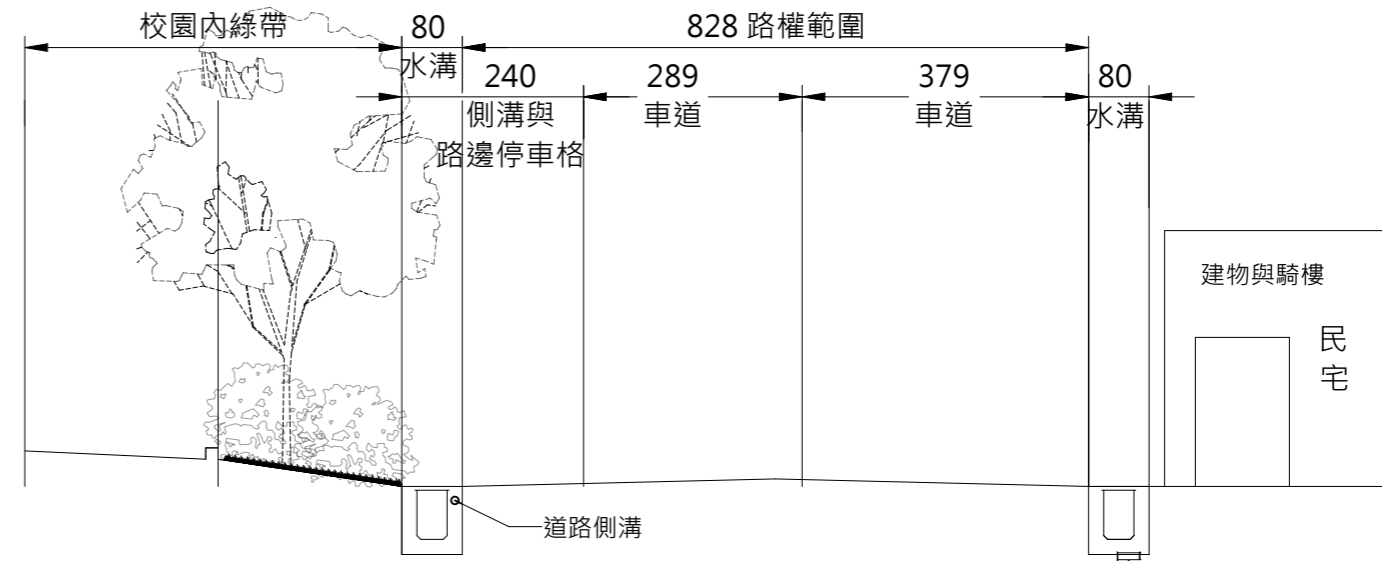 校園內綠帶
80
水溝
828 路權範圍
240
側溝與
路邊停車格
289
車道
379
車道
80
水溝
建物與騎樓
民
宅
道路側溝